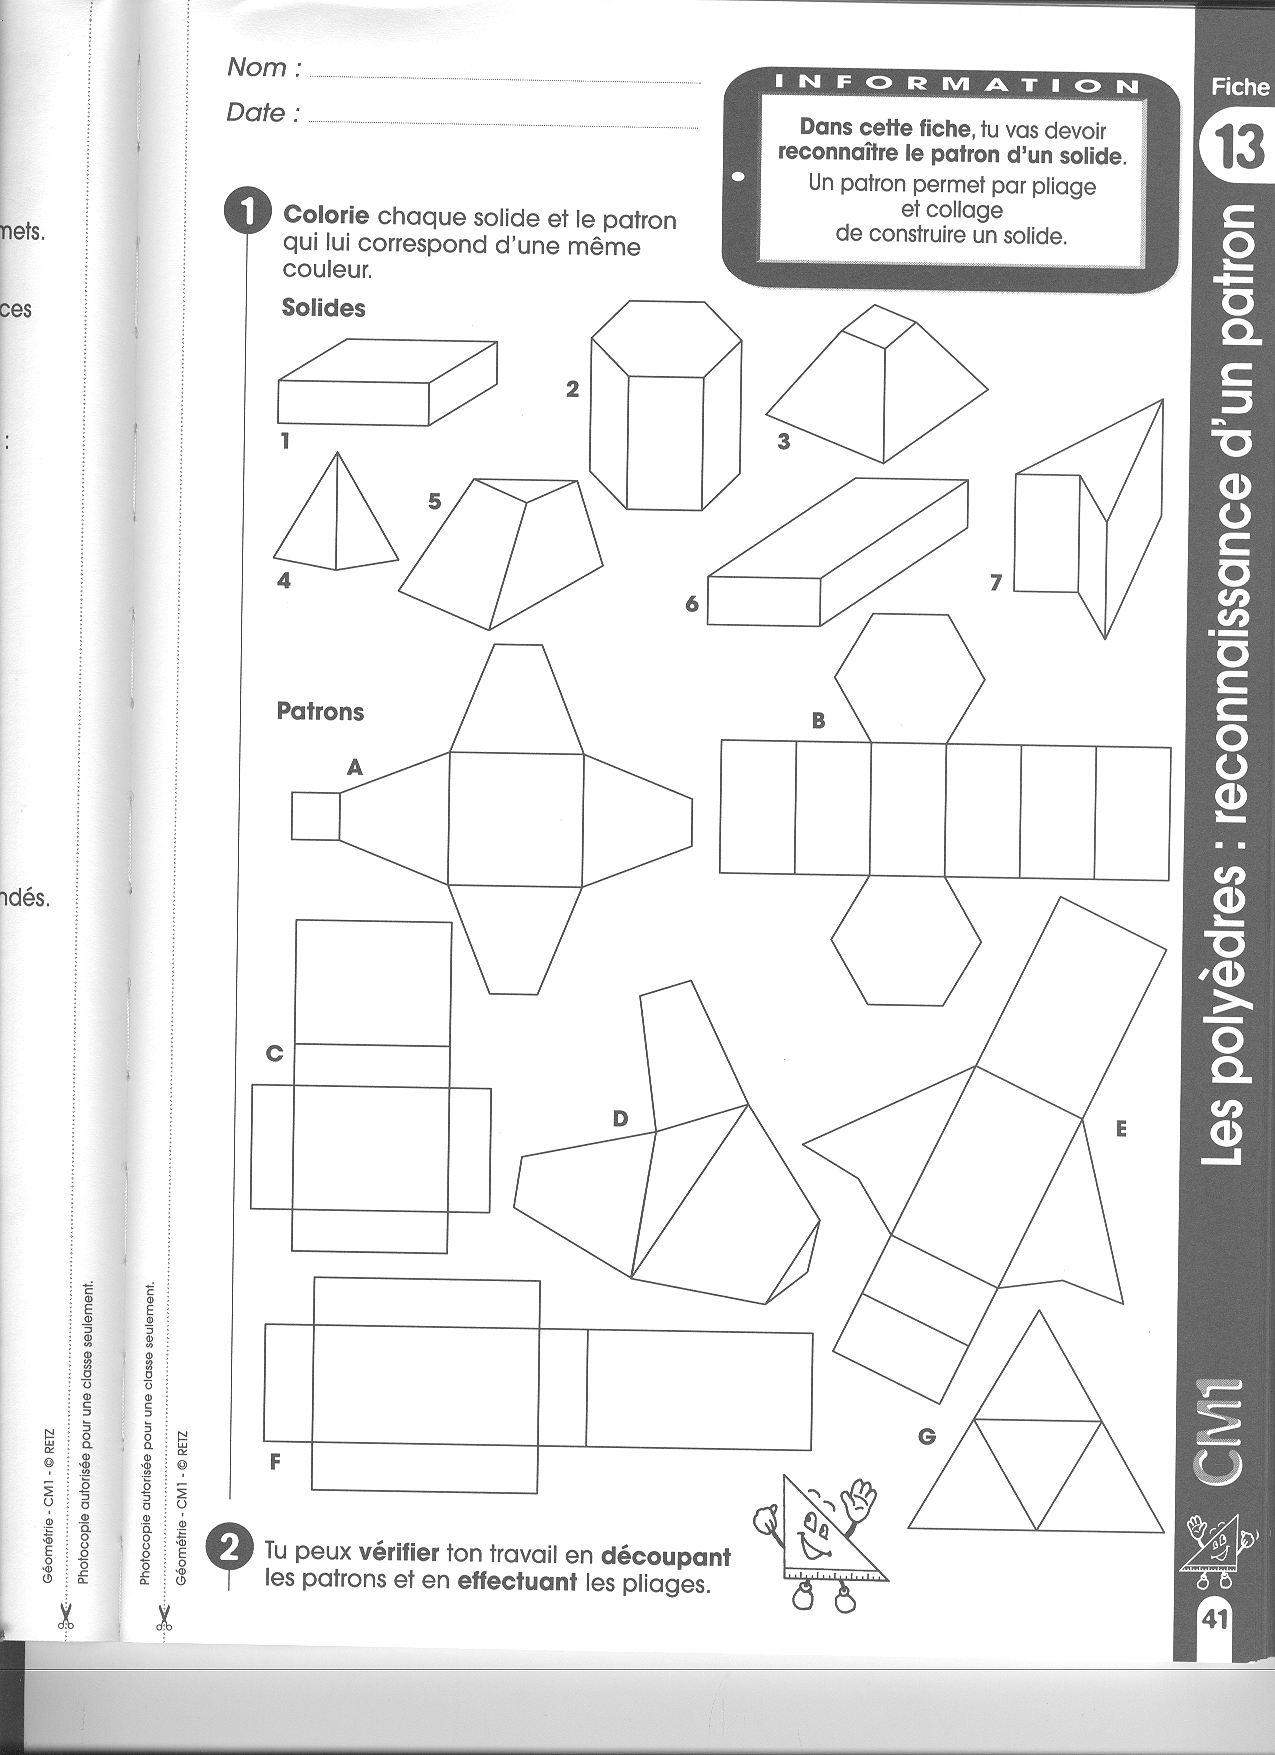 Nom :
Date :
INFORMATION
Dans cette fiche, tu vas devoir
reconnaître le patron d'un solide.
Un patron permet par pliage
et collage
de construire un solide.
Fiche
13
Les polyèdres : reconnaissance d'un patron
1 Colorie chaque solide et le patron
qui lui correspond d'une même
couleur.
Solides
1
2
3
4
5
6
7
Patrons
A
B
C
D
E
F
G
2 Tu peux vérifier ton travail en découpant
les patrons et en effectuant les pliages.
CM1
41
mets.
ces
:
ndés.
Géométrie - CM1 - © RETZ
Photocopie autorisée pour une classe seulement.
Photocopie autorisée pour une classe seulement.
Géométrie - CM1 - © RETZ